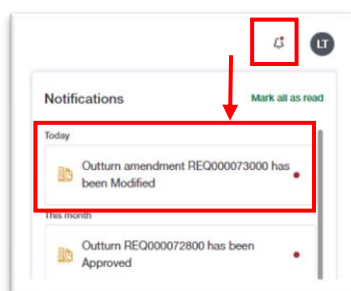 LT
Notifications Mark all as read
Today
Outturn amendment REQ000073000 has
been Modified
This month
Outturn REQ000072800 has been
Approved